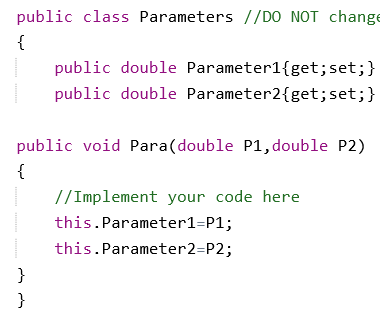 public class Parameters //DO NOT change
{
public double Parameter1{get;set;}
public double Parameter2{get;set;}
public void Para(double P1,double P2)
{
//Implement your code here
this.Parameter1=P1;
this.Parameter2=P2;
}
}